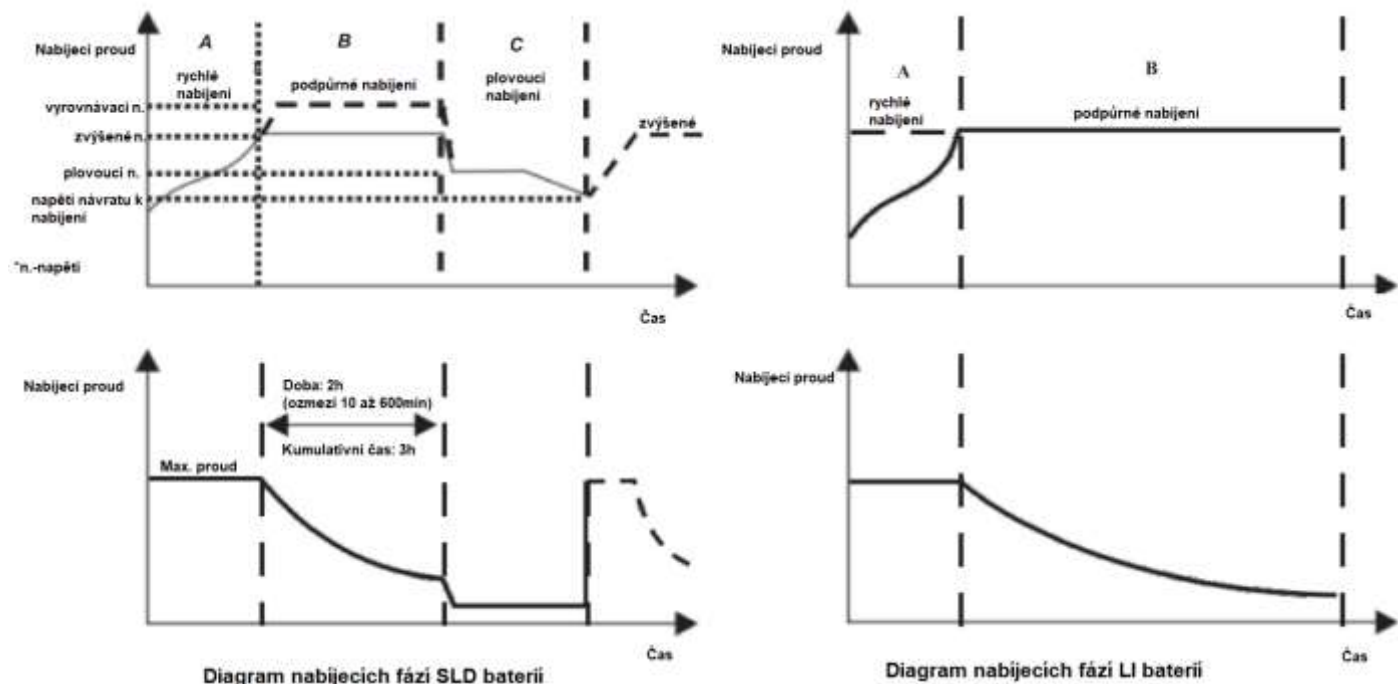 Nabíjecí proud
A
rychlé
nabíjení
B
podpůrné nabíjení
C
plovoucí
nabíjení
vyrovnávací n.
zvýšené n.
plovoucí n.
napětí návratu k
nabíjení
*n.-napětí
zvýšené
Čas
Nabíjecí proud
A
rychlé
nabíjení
B
podpůrné nabíjení
Čas
Nabíjecí proud
Doba: 2h
(ozmezí 10 až 600min)
Kumulativní čas: 3h
Max. proud
Čas
Diagram nabíjecích fází SLD baterií
Nabíjecí proud
Čas
Diagram nabíjecích fází LI baterií